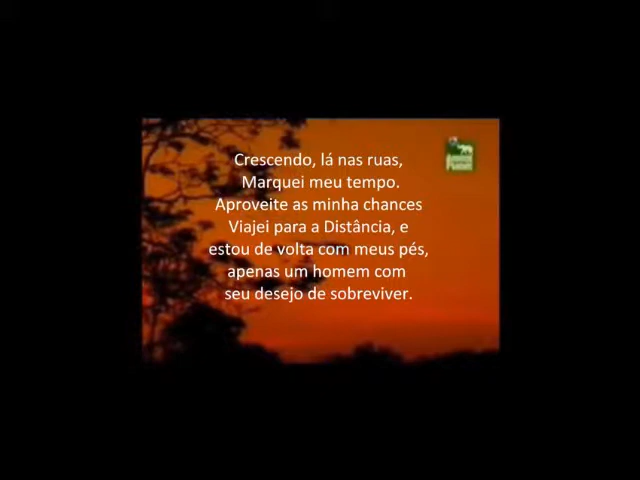 Crescendo, lá nas ruas,
Marquei meu tempo.
Aproveite as minha chances
Viajei para a Distância, e
estou de volta com meus pés,
apenas um homem com
seu desejo de sobreviver.